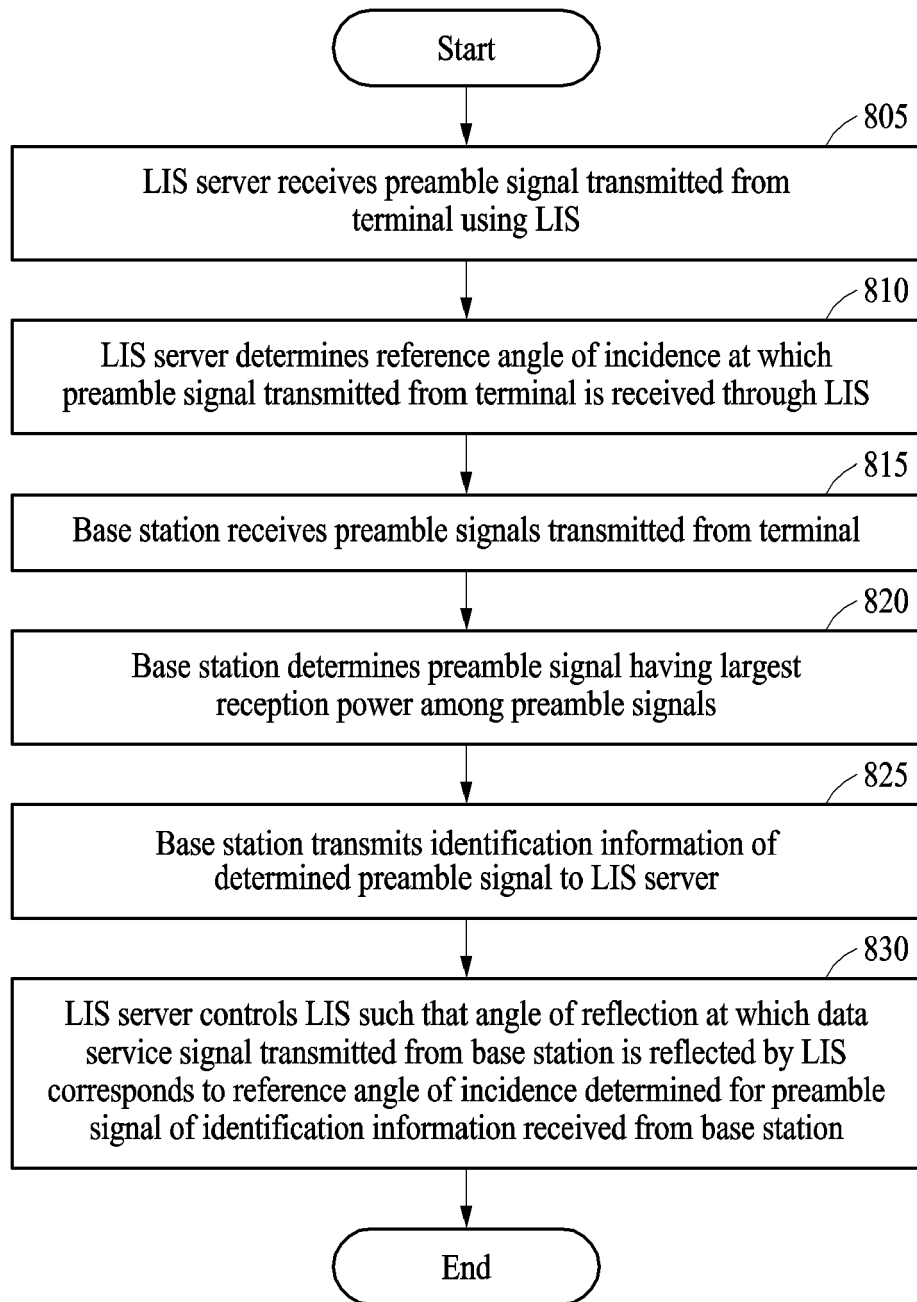 Start
805
LIS server receives preamble signal transmitted from
terminal using LIS
810
LIS server determines reference angle of incidence at which
preamble signal transmitted from terminal is received through LIS
815
Base station receives preamble signals transmitted from terminal
820
Base station determines preamble signal having largest
reception power among preamble signals
825
Base station transmits identification information of
determined preamble signal to LIS server
830
LIS server controls LIS such that angle of reflection at which data
service signal transmitted from base station is reflected by LIS
corresponds to reference angle of incidence determined for preamble
signal of identification information received from base station
End